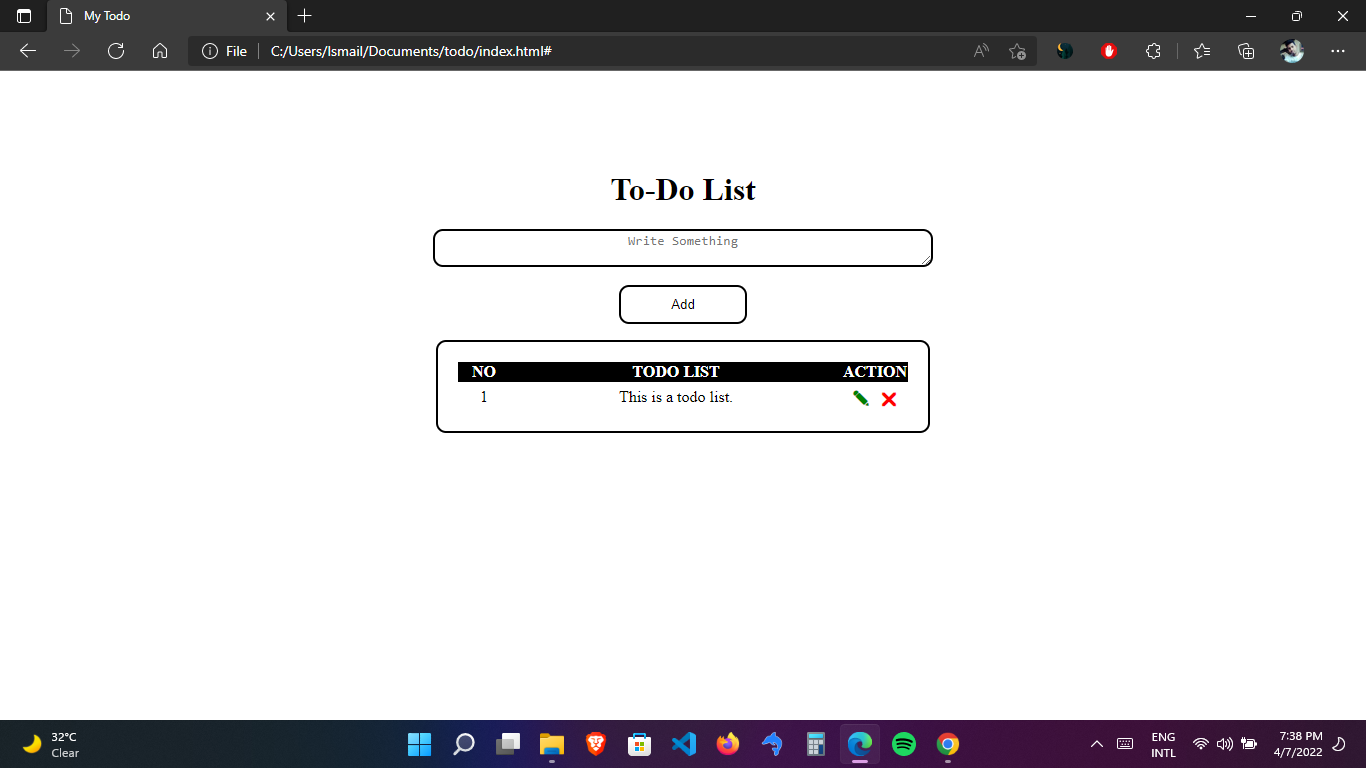 My Todo
File C:/Users/Ismail/Documents/todo/index.html#
To-Do List
Write Something
Add
NO TODO LIST ACTION
1 This is a todo list.
32°C
Clear
ENG
INTL
7:38 PM
4/7/2022